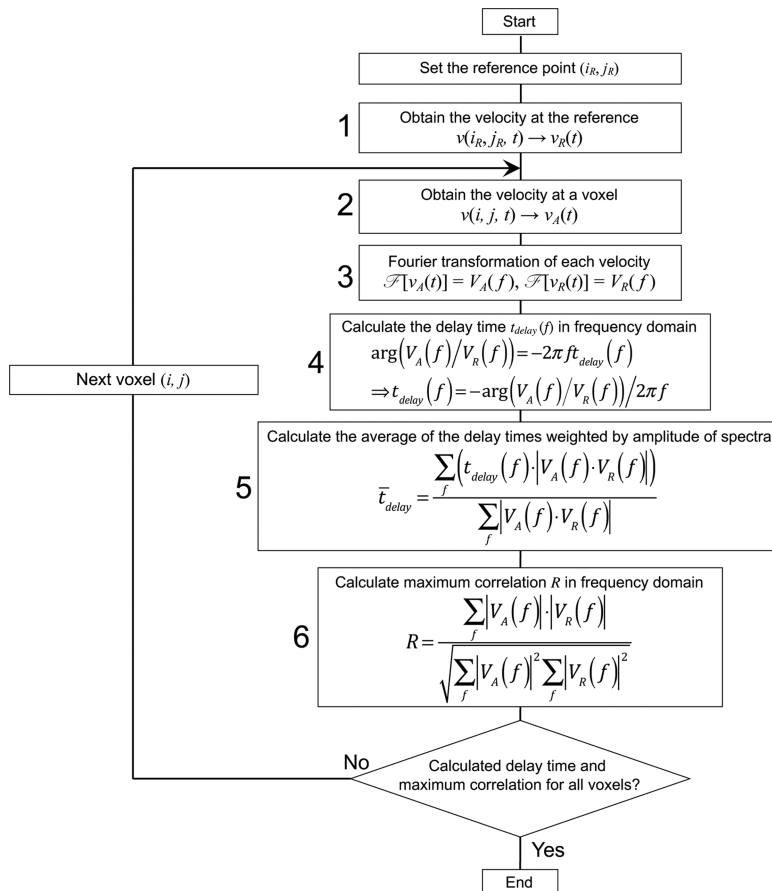 Start
Set the reference point (i_R, j_R)
1
Obtain the velocity at the reference
v(i_R, j_R, t) → v_R(t)
2
Obtain the velocity at a voxel
v(i, j, t) → v_A(t)
3
Fourier transformation of each velocity
ℱ[v_A(t)] = V_A(f), ℱ[v_R(t)] = V_R(f)
4
Calculate the delay time t_delay(f) in frequency domain
arg(V_A(f)/V_R(f)) = −2πft_delay(f)
⇒ t_delay(f) = −arg(V_A(f)/V_R(f))/2πf
Next voxel (i, j)
5
Calculate the average of the delay times weighted by amplitude of spectra
t̅_delay = ∑_f (t_delay(f)·|V_A(f)·V_R(f)|) / ∑_f |V_A(f)·V_R(f)|
6
Calculate maximum correlation R in frequency domain
R = ∑_f |V_A(f)|·|V_R(f)| / √(∑_f |V_A(f)|² ∑_f |V_R(f)|²)
No
Calculated delay time and
maximum correlation for all voxels?
Yes
End